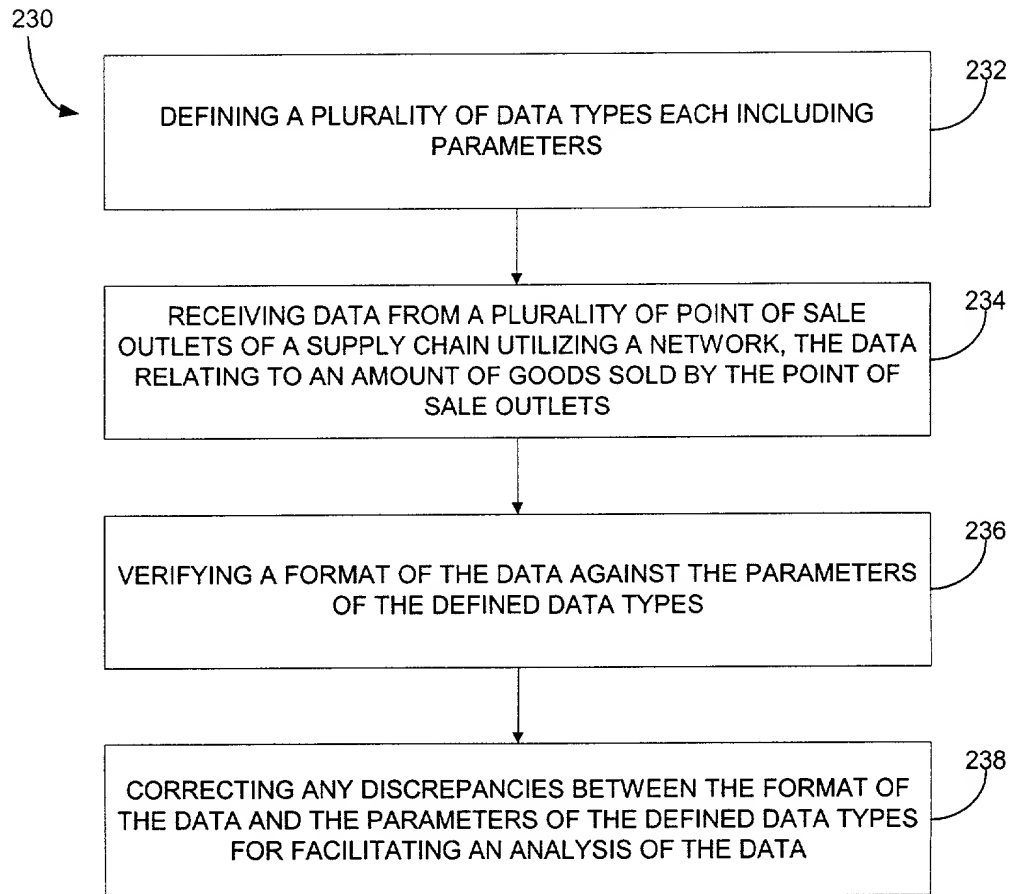 230
232
DEFINING A PLURALITY OF DATA TYPES EACH INCLUDING
PARAMETERS
234
RECEIVING DATA FROM A PLURALITY OF POINT OF SALE
OUTLETS OF A SUPPLY CHAIN UTILIZING A NETWORK, THE DATA
RELATING TO AN AMOUNT OF GOODS SOLD BY THE POINT OF
SALE OUTLETS
236
VERIFYING A FORMAT OF THE DATA AGAINST THE PARAMETERS
OF THE DEFINED DATA TYPES
238
CORRECTING ANY DISCREPANCIES BETWEEN THE FORMAT OF
THE DATA AND THE PARAMETERS OF THE DEFINED DATA TYPES
FOR FACILITATING AN ANALYSIS OF THE DATA